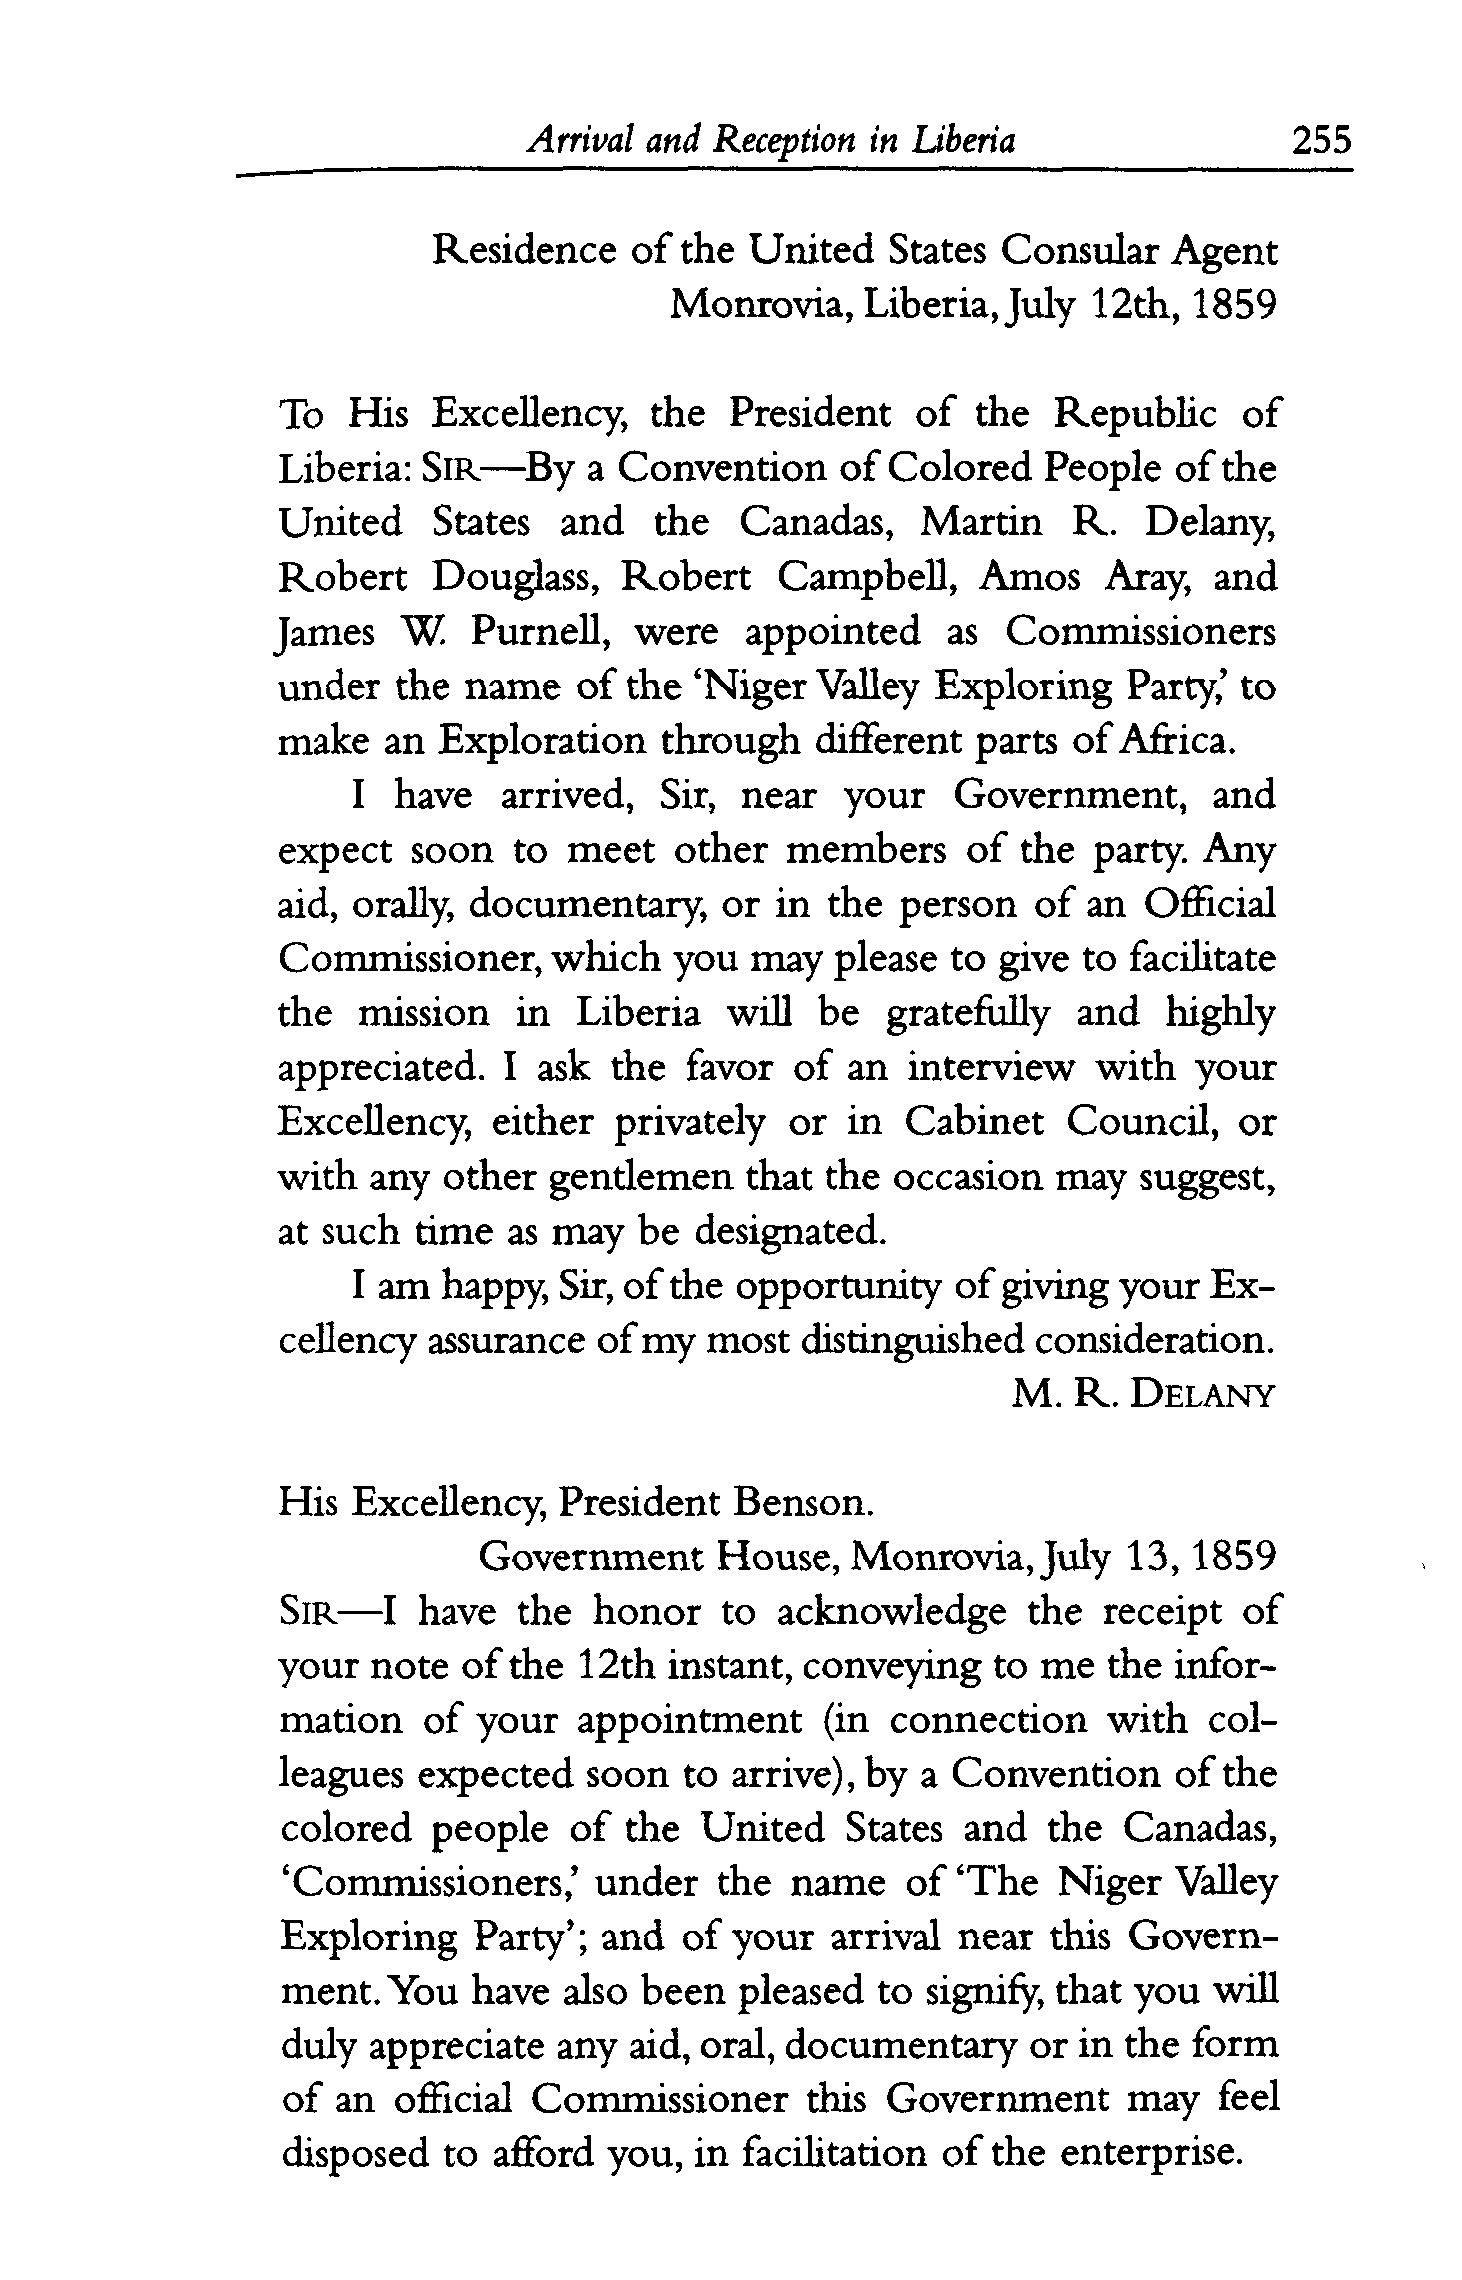 Arrival and Reception in Liberia 255
Residence of the United States Consular Agent
Monrovia, Liberia, July 12th, 1859
To His Excellency, the President of the Republic of
Liberia: SIR—By a Convention of Colored People of the
United States and the Canadas, Martin R. Delany,
Robert Douglass, Robert Campbell, Amos Aray, and
James W. Purnell, were appointed as Commissioners
under the name of the ‘Niger Valley Exploring Party,’ to
make an Exploration through different parts of Africa.
I have arrived, Sir, near your Government, and
expect soon to meet other members of the party. Any
aid, orally, documentary, or in the person of an Official
Commissioner, which you may please to give to facilitate
the mission in Liberia will be gratefully and highly
appreciated. I ask the favor of an interview with your
Excellency, either privately or in Cabinet Council, or
with any other gentlemen that the occasion may suggest,
at such time as may be designated.
I am happy, Sir, of the opportunity of giving your Ex-
cellency assurance of my most distinguished consideration.
M. R. DELANY
His Excellency, President Benson.
Government House, Monrovia, July 13, 1859
SIR—I have the honor to acknowledge the receipt of
your note of the 12th instant, conveying to me the infor-
mation of your appointment (in connection with col-
leagues expected soon to arrive), by a Convention of the
colored people of the United States and the Canadas,
‘Commissioners,’ under the name of ‘The Niger Valley
Exploring Party’; and of your arrival near this Govern-
ment. You have also been pleased to signify, that you will
duly appreciate any aid, oral, documentary or in the form
of an official Commissioner this Government may feel
disposed to afford you, in facilitation of the enterprise.